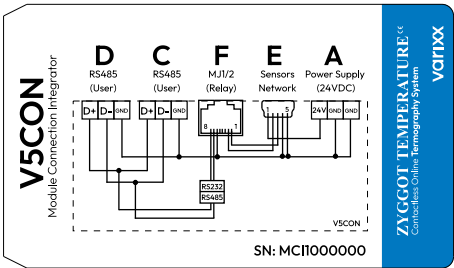 D C F E A
RS485 (User)
RS485 (User)
MJ1/2 (Relay)
Sensors Network
Power Supply (24VDC)
D+ D- GND D+ D- GND 8 1 1 5 24V GND GND
RS232
RS485
V5CON
SN: MCI1000000
V5CON
Module Connection Integrator
ZYGGOT TEMPERATURE CE
Contactless Online Termography System
varixx